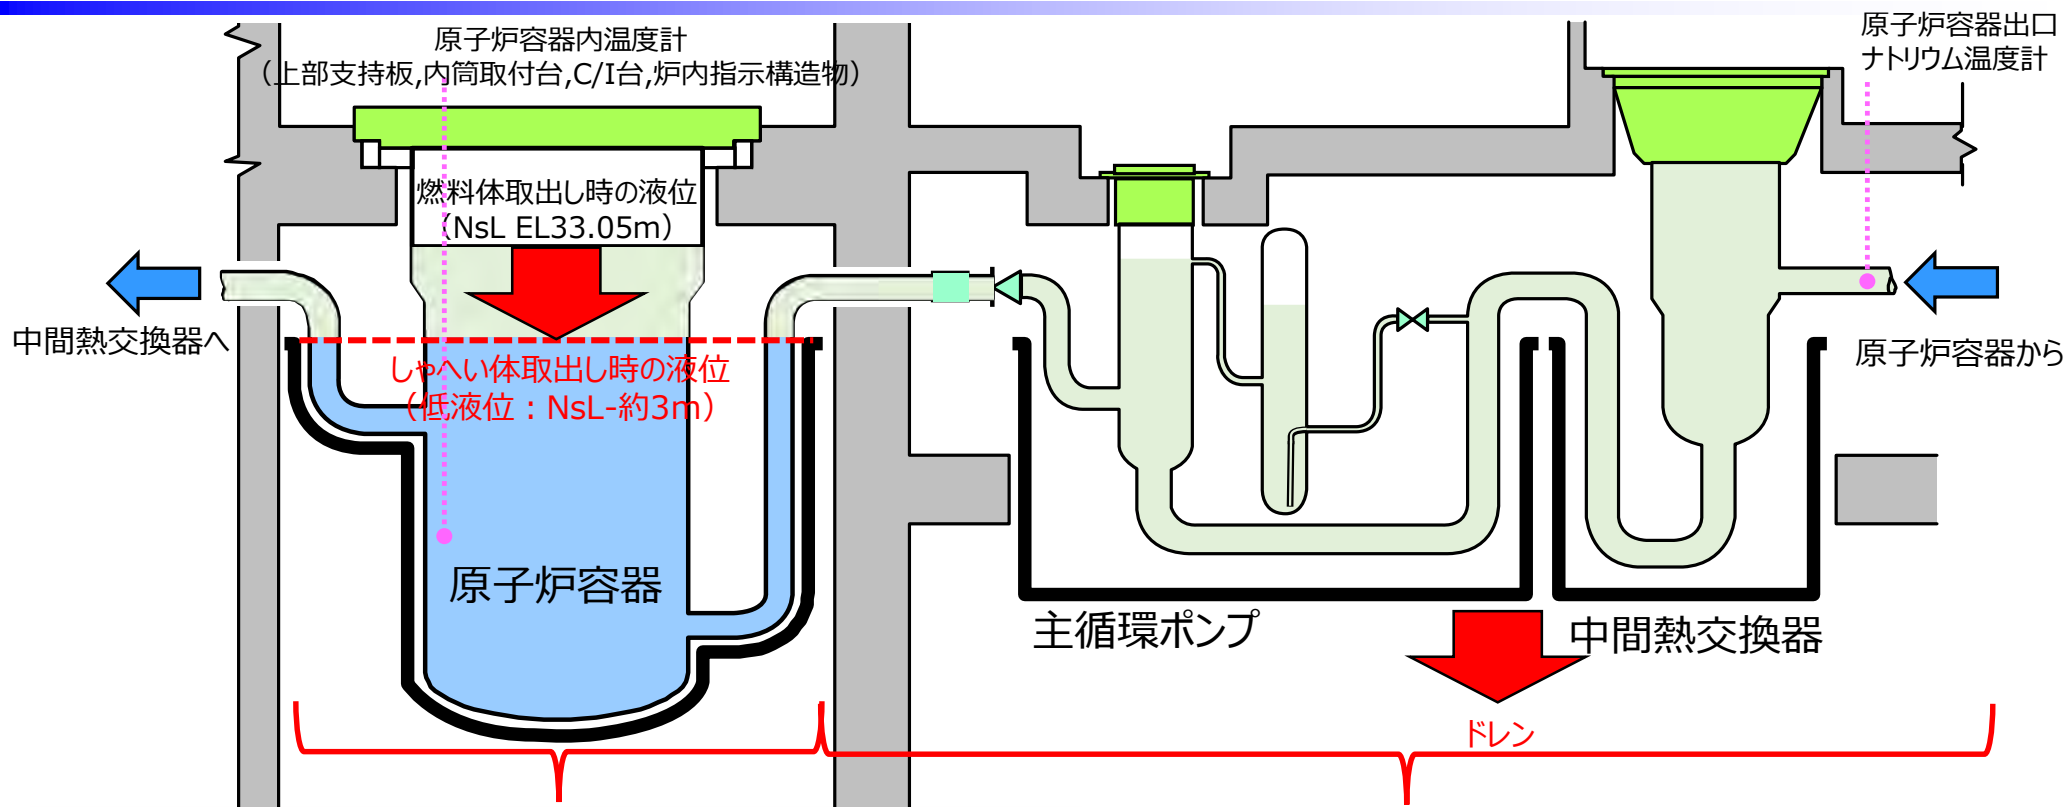 原子炉容器内温度計
（上部支持板,内筒取付台,C/I台,炉内指示構造物）
原子炉容器出口
ナトリウム温度計
燃料体取出し時の液位
（NsL EL33.05m）
中間熱交換器へ
しゃへい体取出し時の液位
（低液位：NsL-約3m）
原子炉容器から
原子炉容器
主循環ポンプ
中間熱交換器
ドレン